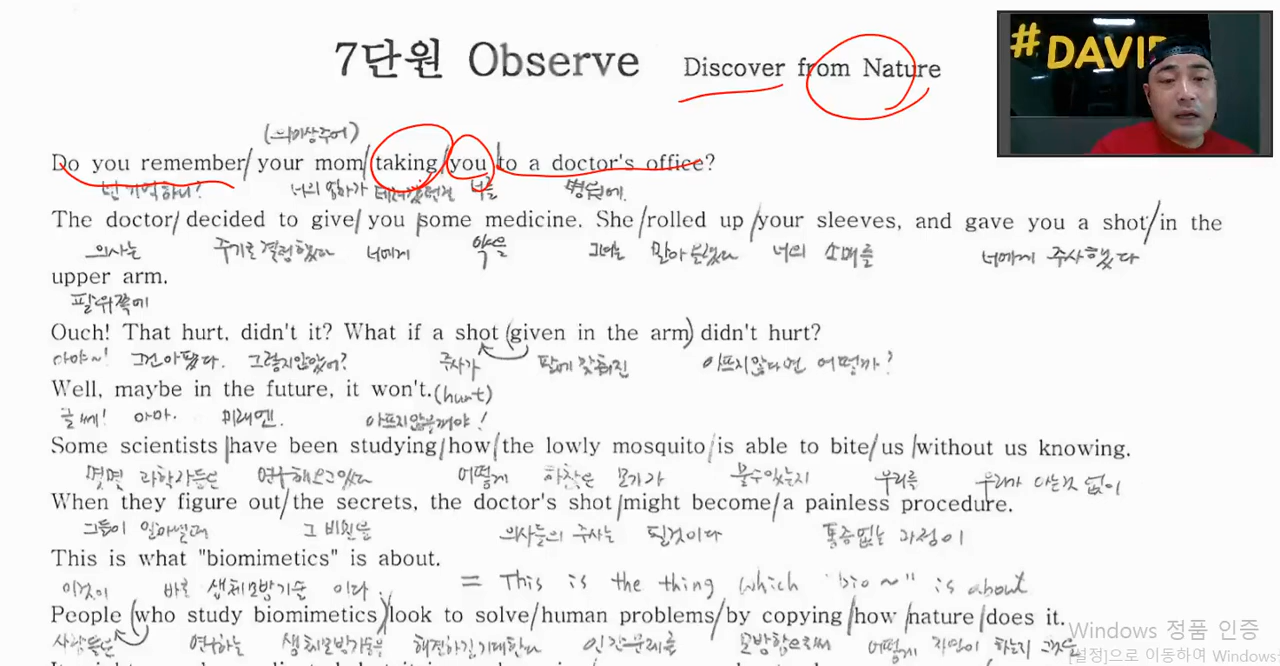 #DAVID
7단원 Observe Discover from Nature
(의미상주어)
Do you remember/ your mom/ taking /you /to a doctor's office?
넌 기억하니? 너의 엄마가 데려갔던걸 너를 병원에.
The doctor/ decided to give/ you /some medicine. She /rolled up /your sleeves, and gave you a shot/ in the
의사는 주기로 결정했다 너에게 약을 그녀는 말아 올렸다 너의 소매를 너에게 주사했다
upper arm.
팔 위쪽에
Ouch! That hurt, didn't it? What if a shot (given in the arm) didn't hurt?
아야~! 그건 아팠다. 그렇지않았어? 주사가 팔에 맞춰진 아프지않다면 어떨까?
Well, maybe in the future, it won't. (hurt)
글쎄! 아마. 미래엔. 아프지않을꺼야!
Some scientists /have been studying/ how/ the lowly mosquito/ is able to bite/ us /without us knowing.
몇몇 과학자들은 연구해오고있다 어떻게 하찮은 모기가 물수있는지 우리를 우리가 아는것 없이
When they figure out/ the secrets, the doctor's shot /might become/ a painless procedure.
그들이 알아낼때 그 비밀을 의사들의 주사는 될것이다 통증없는 과정이
This is what "biomimetics" is about.
이것이 바로 생체모방기술 이다. = This is the thing which "bio~" is about
People (who study biomimetics) /look to solve/ human problems/ by copying /how /nature /does it.
사람들은 연구하는 생체모방기술을 해결하길기대한다 인간문제를 모방함으로써 어떻게 자연이 하는지 그것을
Windows 정품 인증
[설정]으로 이동하여 Windows